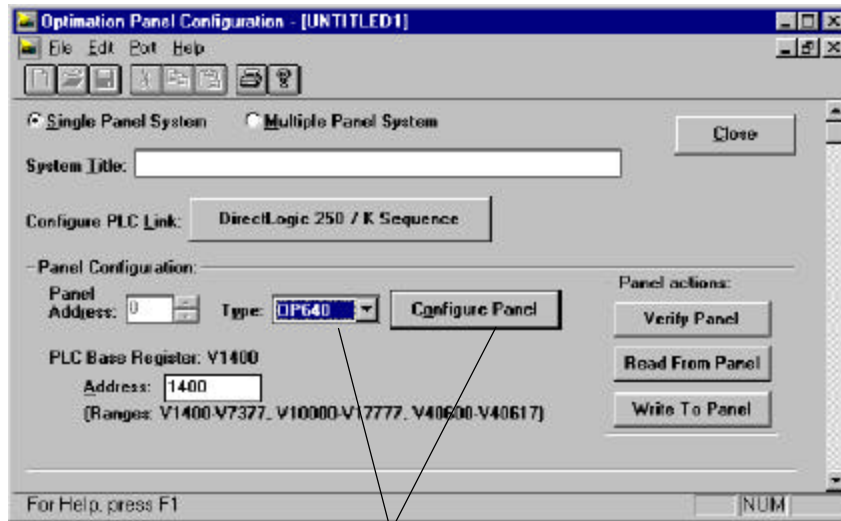 Optimation Panel Configuration - [UNTITLED1]
File Edit Port Help
Single Panel System Multiple Panel System
Close
System Title:
Configure PLC Link: DirectLogic 250 / K Sequence
Panel Configuration:
Panel Address: 0 Type: OP640 Configure Panel
PLC Base Register: V1400
Address: 1400
(Ranges: V1400-V7377, V10000-V17777, V40600-V40617)
Panel actions:
Verify Panel
Read From Panel
Write To Panel
For Help, press F1
NUM